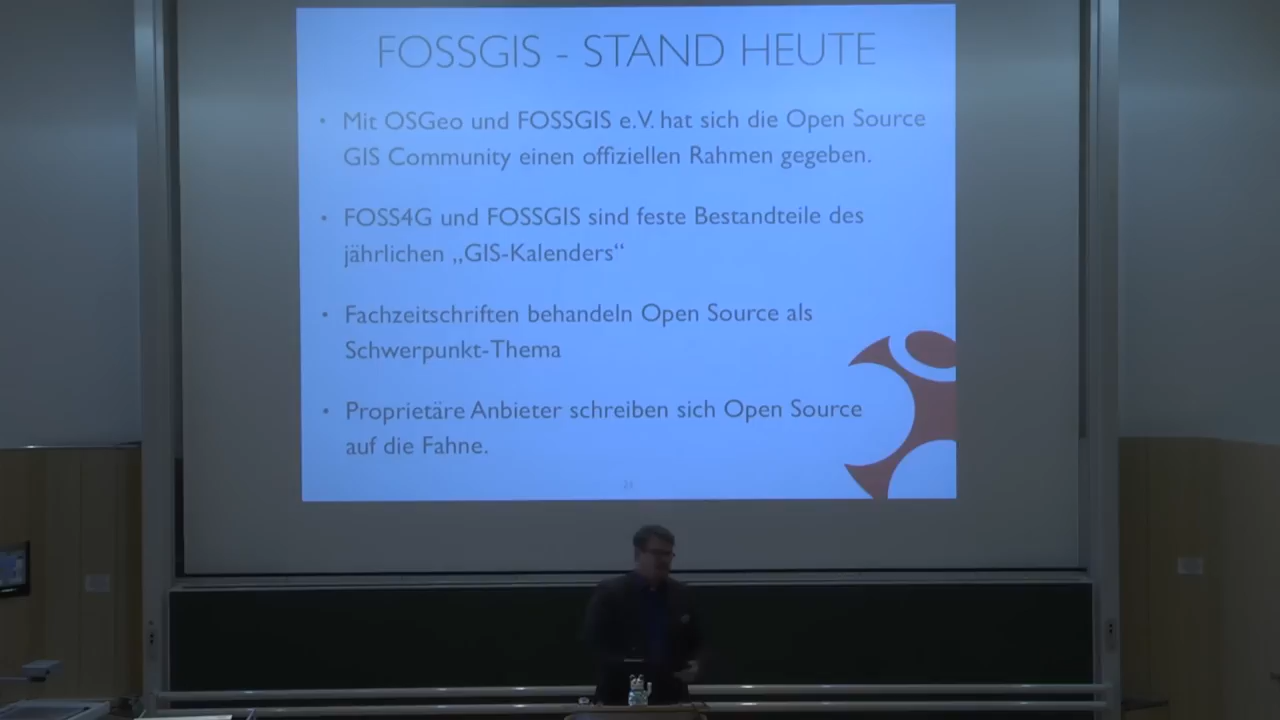 FOSSGIS - STAND HEUTE
• Mit OSGeo und FOSSGIS e.V. hat sich die Open Source
GIS Community einen offiziellen Rahmen gegeben.
• FOSS4G und FOSSGIS sind feste Bestandteile des
jährlichen „GIS-Kalenders“
• Fachzeitschriften behandeln Open Source als
Schwerpunkt-Thema
• Proprietäre Anbieter schreiben sich Open Source
auf die Fahne.